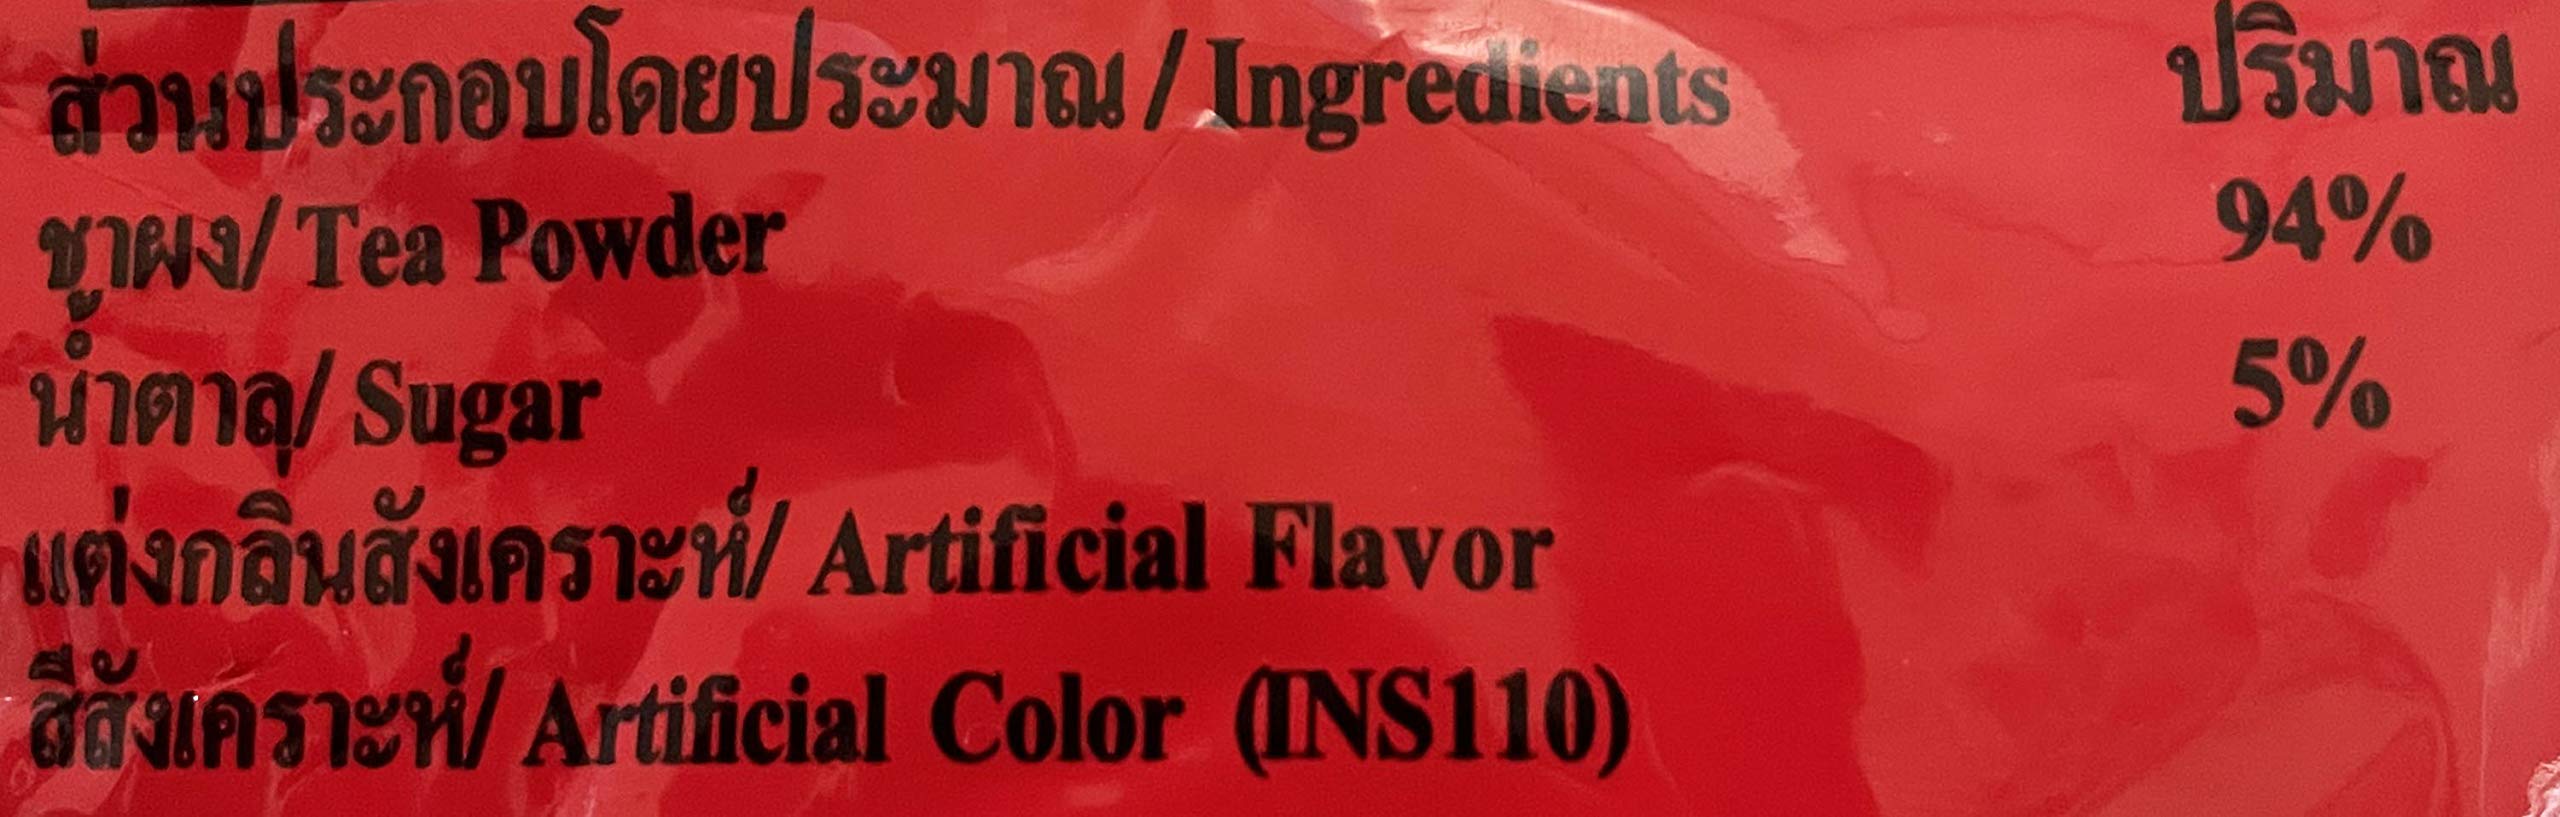 ส่วนประกอบโดยประมาณ / Ingredients ปริมาณ
ชาผง/ Tea Powder 94%
น้ำตาล/ Sugar 5%
แต่งกลิ่นสังเคราะห์/ Artificial Flavor
สีสังเคราะห์/ Artificial Color (INS110)